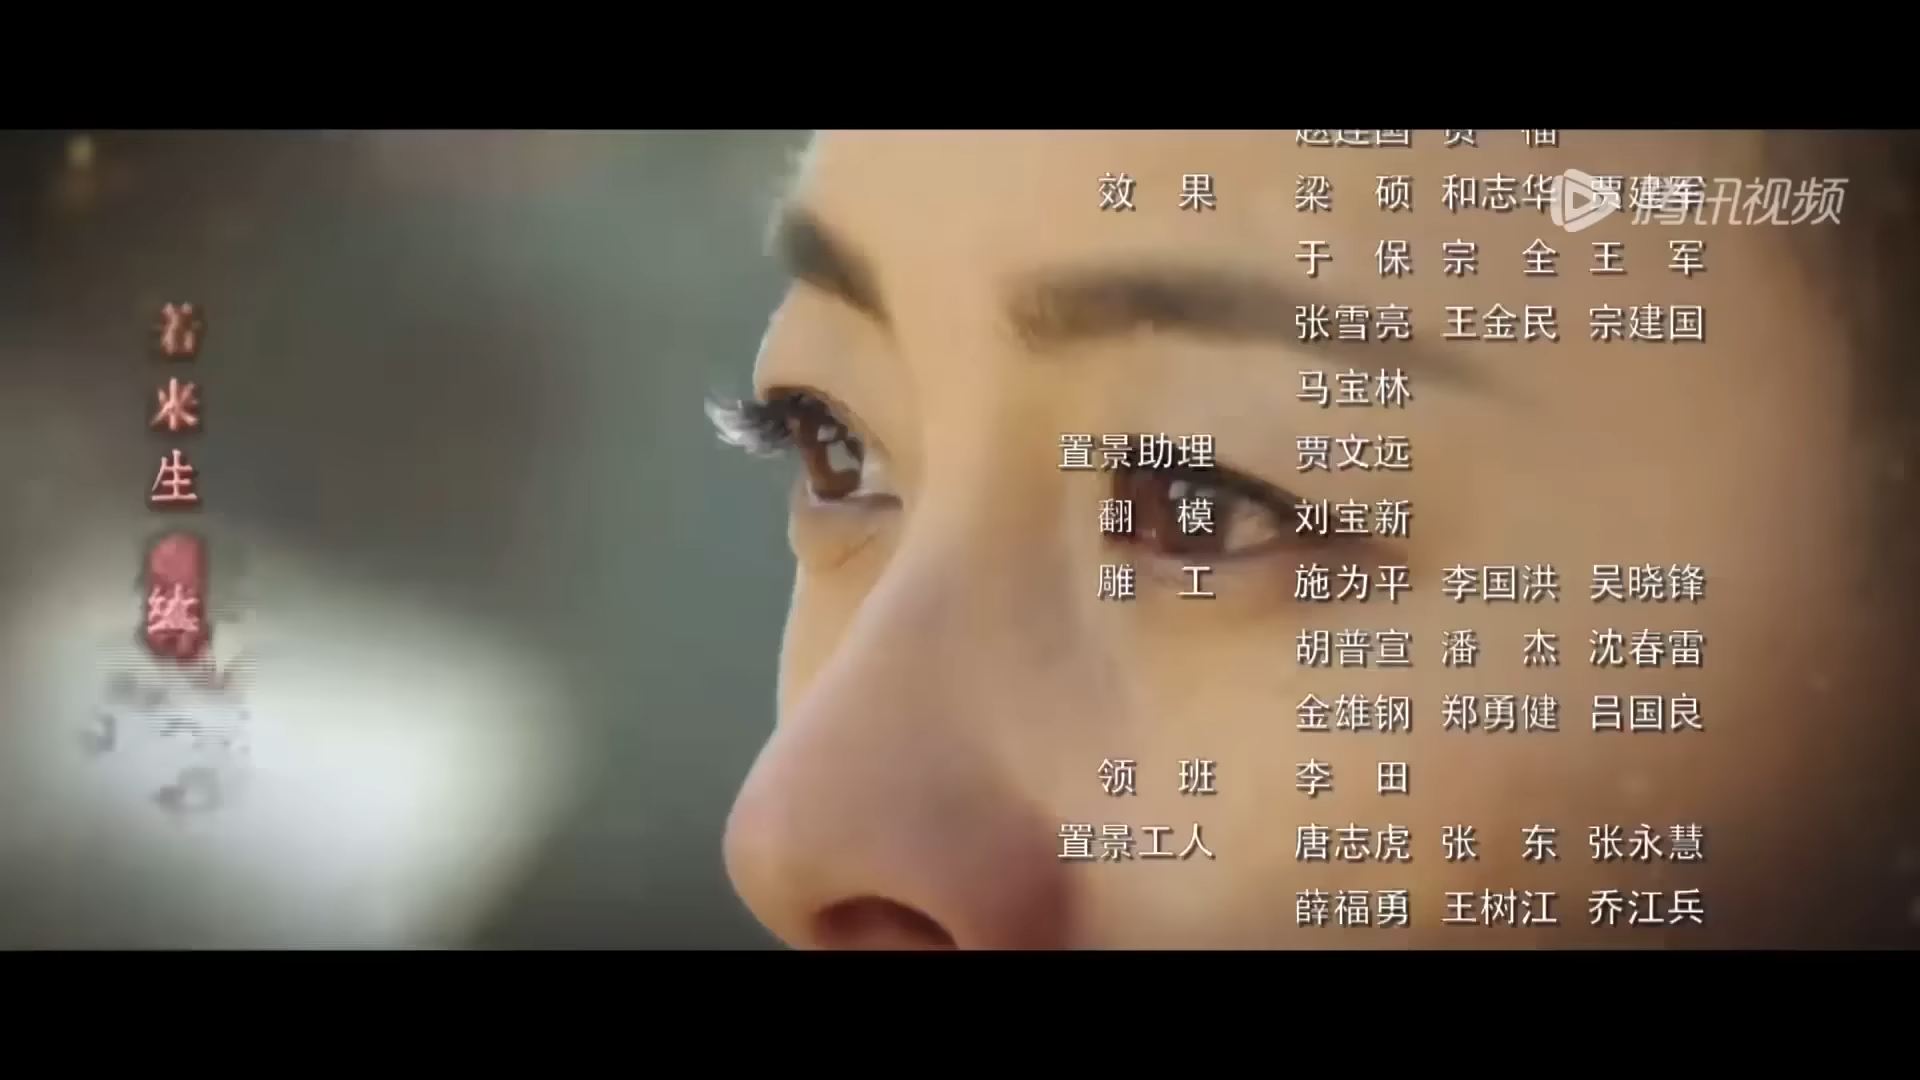 效 果 梁 硕 和志华 贾建军
腾讯视频
于 保 宗 全 王 军
张雪亮 王金民 宗建国
马宝林
置景助理 贾文远
翻 模 刘宝新
雕 工 施为平 李国洪 吴晓锋
胡普宣 潘 杰 沈春雷
金雄钢 郑勇健 吕国良
领 班 李 田
置景工人 唐志虎 张 东 张永慧
薛福勇 王树江 乔江兵
若来生